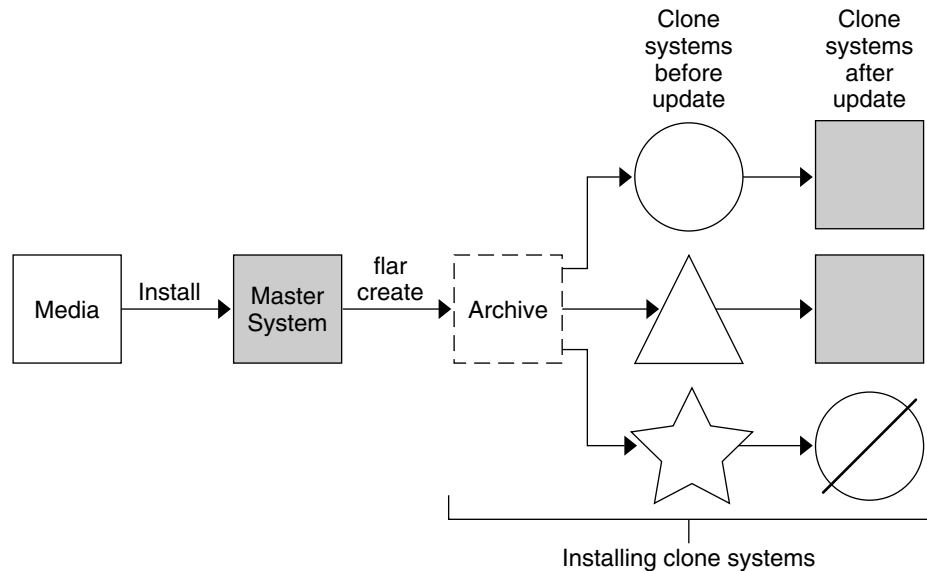 Clone
systems
before
update
Clone
systems
after
update
Media
Install
Master
System
flar
create
Archive
Installing clone systems